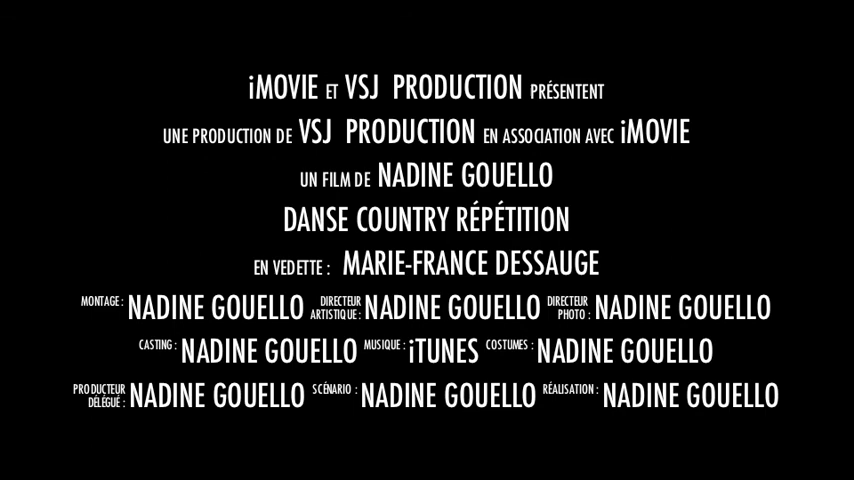 iMOVIE ET VSJ PRODUCTION PRÉSENTENT
UNE PRODUCTION DE VSJ PRODUCTION EN ASSOCIATION AVEC iMOVIE
UN FILM DE NADINE GOUELLO
DANSE COUNTRY RÉPÉTITION
EN VEDETTE : MARIE-FRANCE DESSAUGE
MONTAGE : NADINE GOUELLO DIRECTEUR ARTISTIQUE : NADINE GOUELLO DIRECTEUR PHOTO : NADINE GOUELLO
CASTING : NADINE GOUELLO MUSIQUE : iTUNES COSTUMES : NADINE GOUELLO
PRODUCTEUR DÉLÉGUÉ : NADINE GOUELLO SCÉNARIO : NADINE GOUELLO RÉALISATION : NADINE GOUELLO